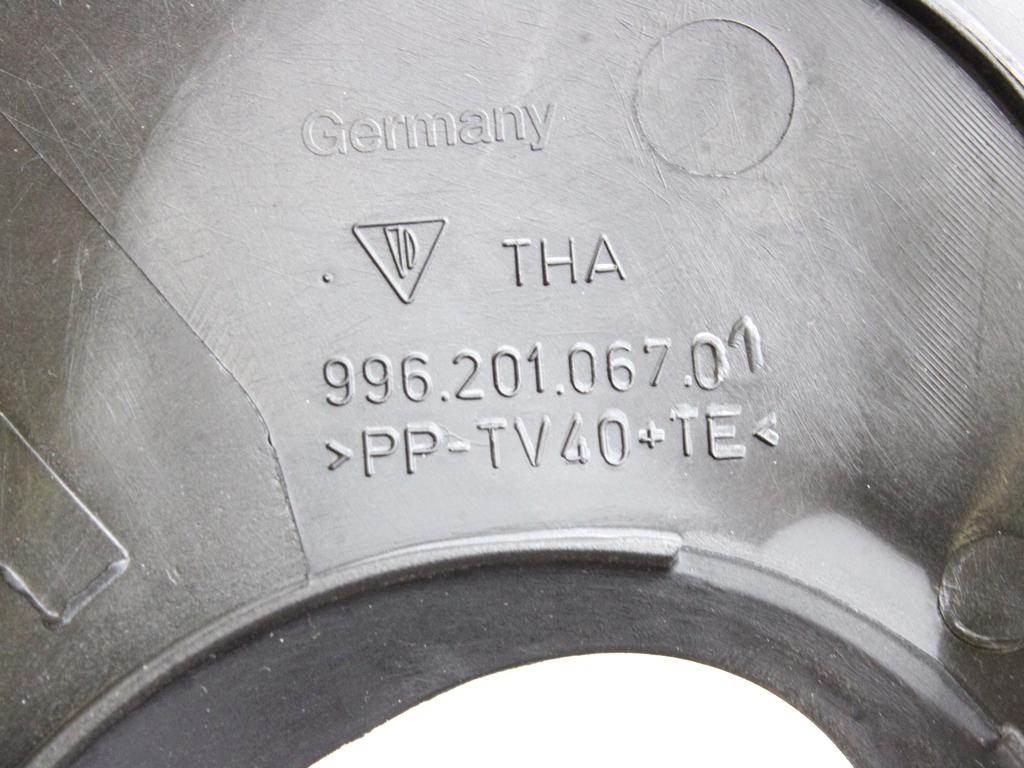 Germany
THA
996.201.067.01
>PP-TV40+TE<